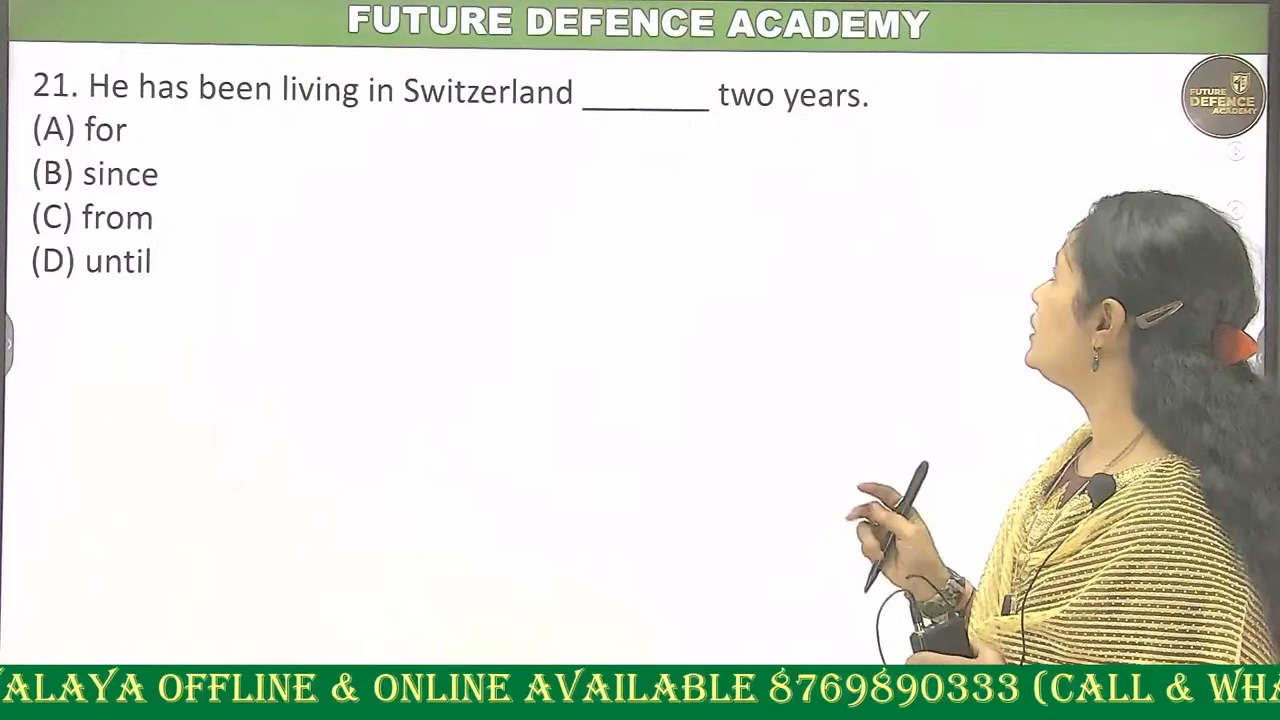 FUTURE DEFENCE ACADEMY
21. He has been living in Switzerland ________ two years.
(A) for
(B) since
(C) from
(D) until
FUTURE
DEFENCE
ACADEMY
VALAYA OFFLINE & ONLINE AVAILABLE 8769890333 (CALL & WHA